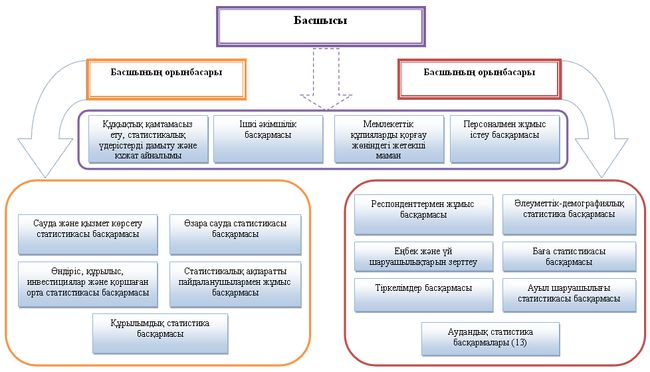 Басшысы
Басшының орынбасары
Басшының орынбасары
Құқықтық қамтамасыз
ету, статистикалық
үдерістерді дамыту және
құжат айналымы
Ішкі әкімшілік
басқармасы
Мемлекеттік
құпияларды қорғау
жөніндегі жетекші
маман
Персоналмен жұмыс
істеу басқармасы
Сауда және қызмет көрсету
статистикасы басқармасы
Өзара сауда статистикасы
басқармасы
Өндіріс, құрылыс,
инвестициялар және қоршаған
орта статистикасы басқармасы
Статистикалық ақпаратты
пайдаланушылармен жұмыс
басқармасы
Құрылымдық статистика
басқармасы
Респонденттермен жұмыс
басқармасы
Әлеуметтік-демографиялық
статистика басқармасы
Еңбек және үй
шаруашылықтарын зерттеу
Баға статистикасы
басқармасы
Тіркелімдер басқармасы
Ауыл шаруашылығы
статистикасы басқармасы
Аудандық статистика
басқармалары (13)